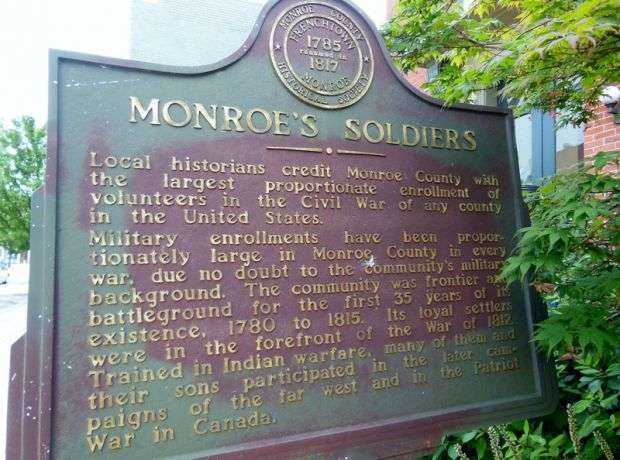 MONROE COUNTY
FRENCHTOWN
1785
renamed in
1817
MONROE
HISTORICAL SOCIETY
MONROE'S SOLDIERS
Local historians credit Monroe County with
the largest proportionate enrollment of
volunteers in the Civil War of any county
in the United States.
Military enrollments have been propor-
tionately large in Monroe County in every
war, due no doubt to the community's military
background. The community was frontier and
battleground for the first 35 years of its
existence, 1780 to 1815. Its loyal settlers
were in the forefront of the War of 1812.
Trained in Indian warfare, many of them and
their sons participated in the later cam-
paigns of the far west and in the Patriot
War in Canada.